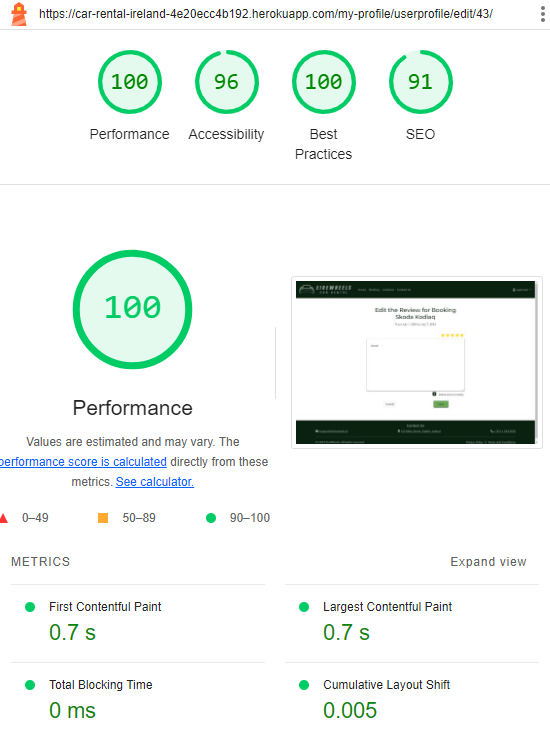 https://car-rental-ireland-4e20ecc4b192.herokuapp.com/my-profile/userprofile/edit/43/
100
96
100
91
Performance
Accessibility
Best
Practices
SEO
100
Performance
Values are estimated and may vary. The
performance score is calculated directly from these
metrics. See calculator.
0–49
50–89
90–100
Edit the Review for Booking
Skoda Kodiaq
METRICS
Expand view
First Contentful Paint
0.7 s
Largest Contentful Paint
0.7 s
Total Blocking Time
0 ms
Cumulative Layout Shift
0.005